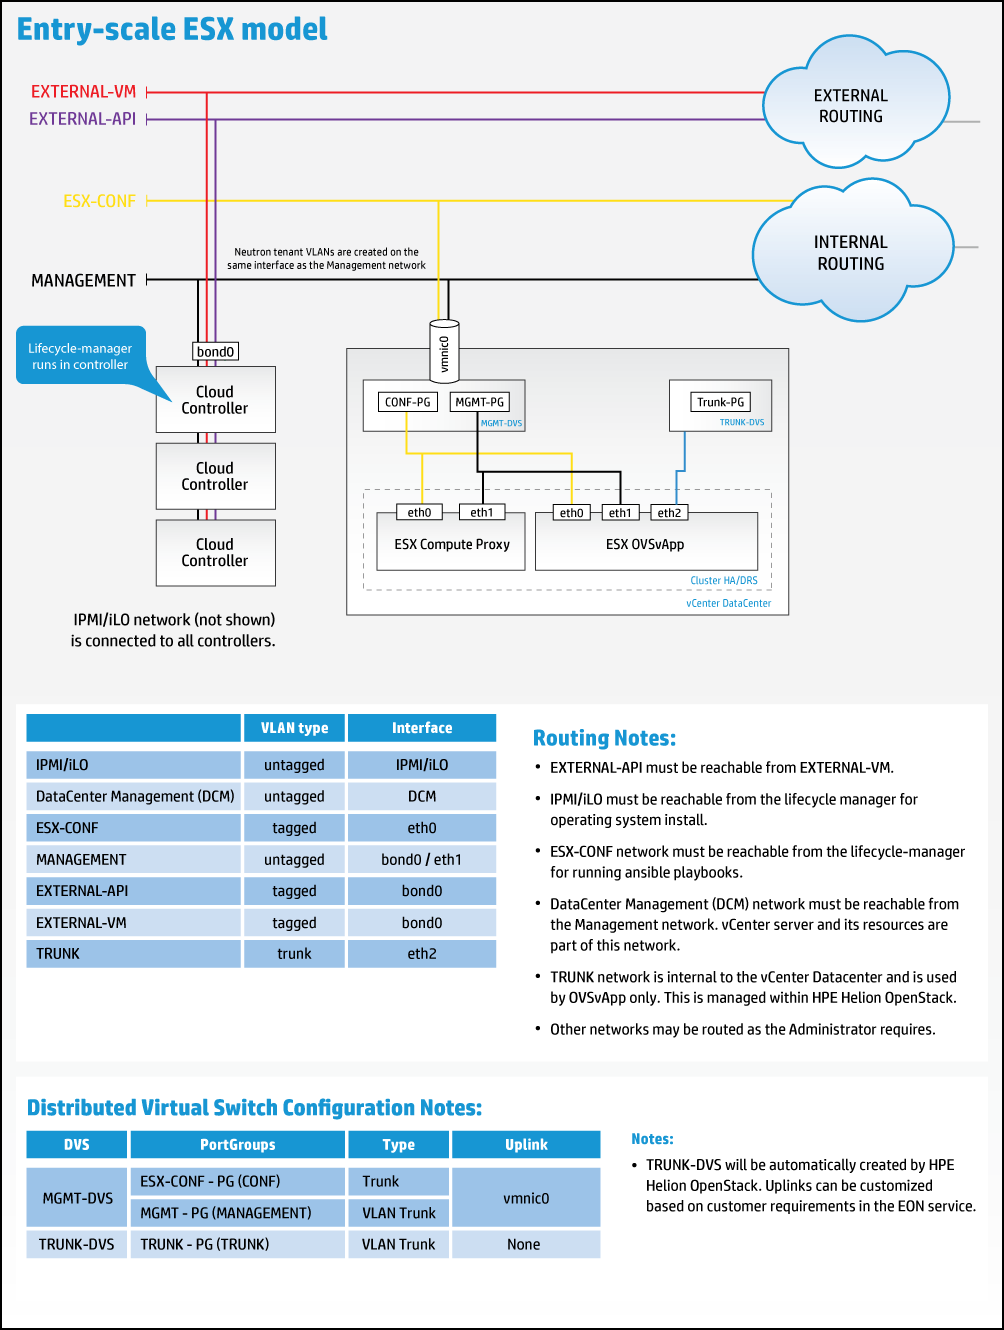 Entry-scale ESX model
EXTERNAL-VM
EXTERNAL-API
EXTERNAL
ROUTING
ESX-CONF
INTERNAL
ROUTING
Neutron tenant VLANs are created on the
same interface as the Management network
MANAGEMENT
Lifecycle-manager
runs in controller
bond0
Cloud
Controller
Cloud
Controller
Cloud
Controller
IPMI/iLO network (not shown)
is connected to all controllers.
vmnic0
CONF-PG
MGMT-PG
MGMT-DVS
Trunk-PG
TRUNK-DVS
eth0
eth1
eth0
eth1
eth2
ESX Compute Proxy
ESX OVSvApp
Cluster HA/DRS
vCenter DataCenter
VLAN type Interface
IPMI/iLO untagged IPMI/iLO
DataCenter Management (DCM) untagged DCM
ESX-CONF tagged eth0
MANAGEMENT untagged bond0 / eth1
EXTERNAL-API tagged bond0
EXTERNAL-VM tagged bond0
TRUNK trunk eth2
Routing Notes:
• EXTERNAL-API must be reachable from EXTERNAL-VM.
• IPMI/iLO must be reachable from the lifecycle manager for
operating system install.
• ESX-CONF network must be reachable from the lifecycle-manager
for running ansible playbooks.
• DataCenter Management (DCM) network must be reachable from
the Management network. vCenter server and its resources are
part of this network.
• TRUNK network is internal to the vCenter Datacenter and is used
by OVSvApp only. This is managed within HPE Helion OpenStack.
• Other networks may be routed as the Administrator requires.
Distributed Virtual Switch Configuration Notes:
DVS PortGroups Type Uplink
MGMT-DVS
ESX-CONF - PG (CONF) Trunk
MGMT - PG (MANAGEMENT) VLAN Trunk
vmnic0
TRUNK-DVS TRUNK - PG (TRUNK) VLAN Trunk None
Notes:
• TRUNK-DVS will be automatically created by HPE
Helion OpenStack. Uplinks can be customized
based on customer requirements in the EON service.